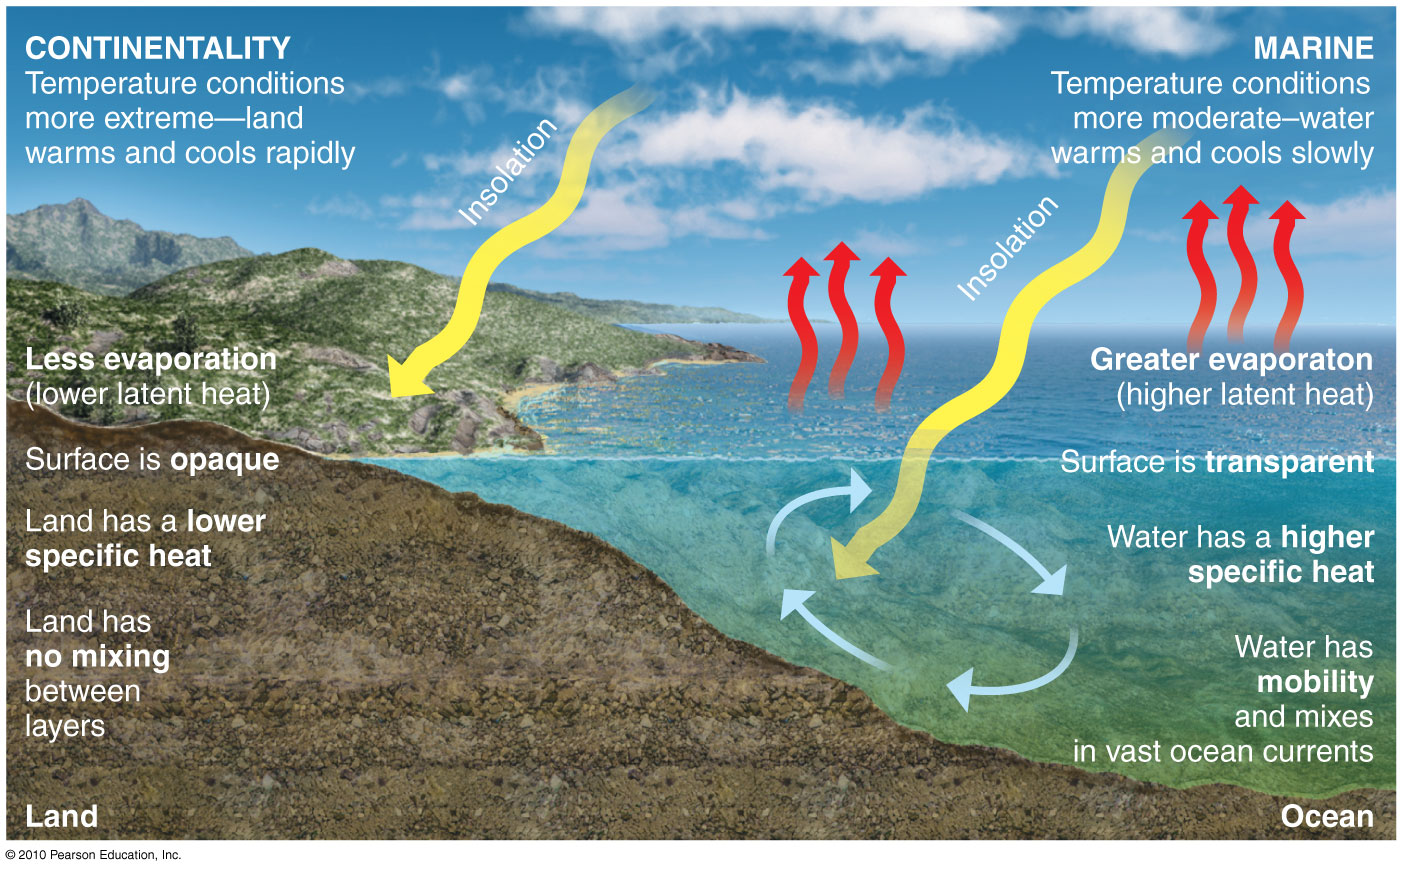 CONTINENTALITY
Temperature conditions
more extreme—land
warms and cools rapidly
Insolation
MARINE
Temperature conditions
more moderate–water
warms and cools slowly
Insolation
Less evaporation
(lower latent heat)
Greater evaporaton
(higher latent heat)
Surface is opaque
Surface is transparent
Land has a lower
specific heat
Water has a higher
specific heat
Land has
no mixing
between
layers
Water has
mobility
and mixes
in vast ocean currents
Land
Ocean
© 2010 Pearson Education, Inc.